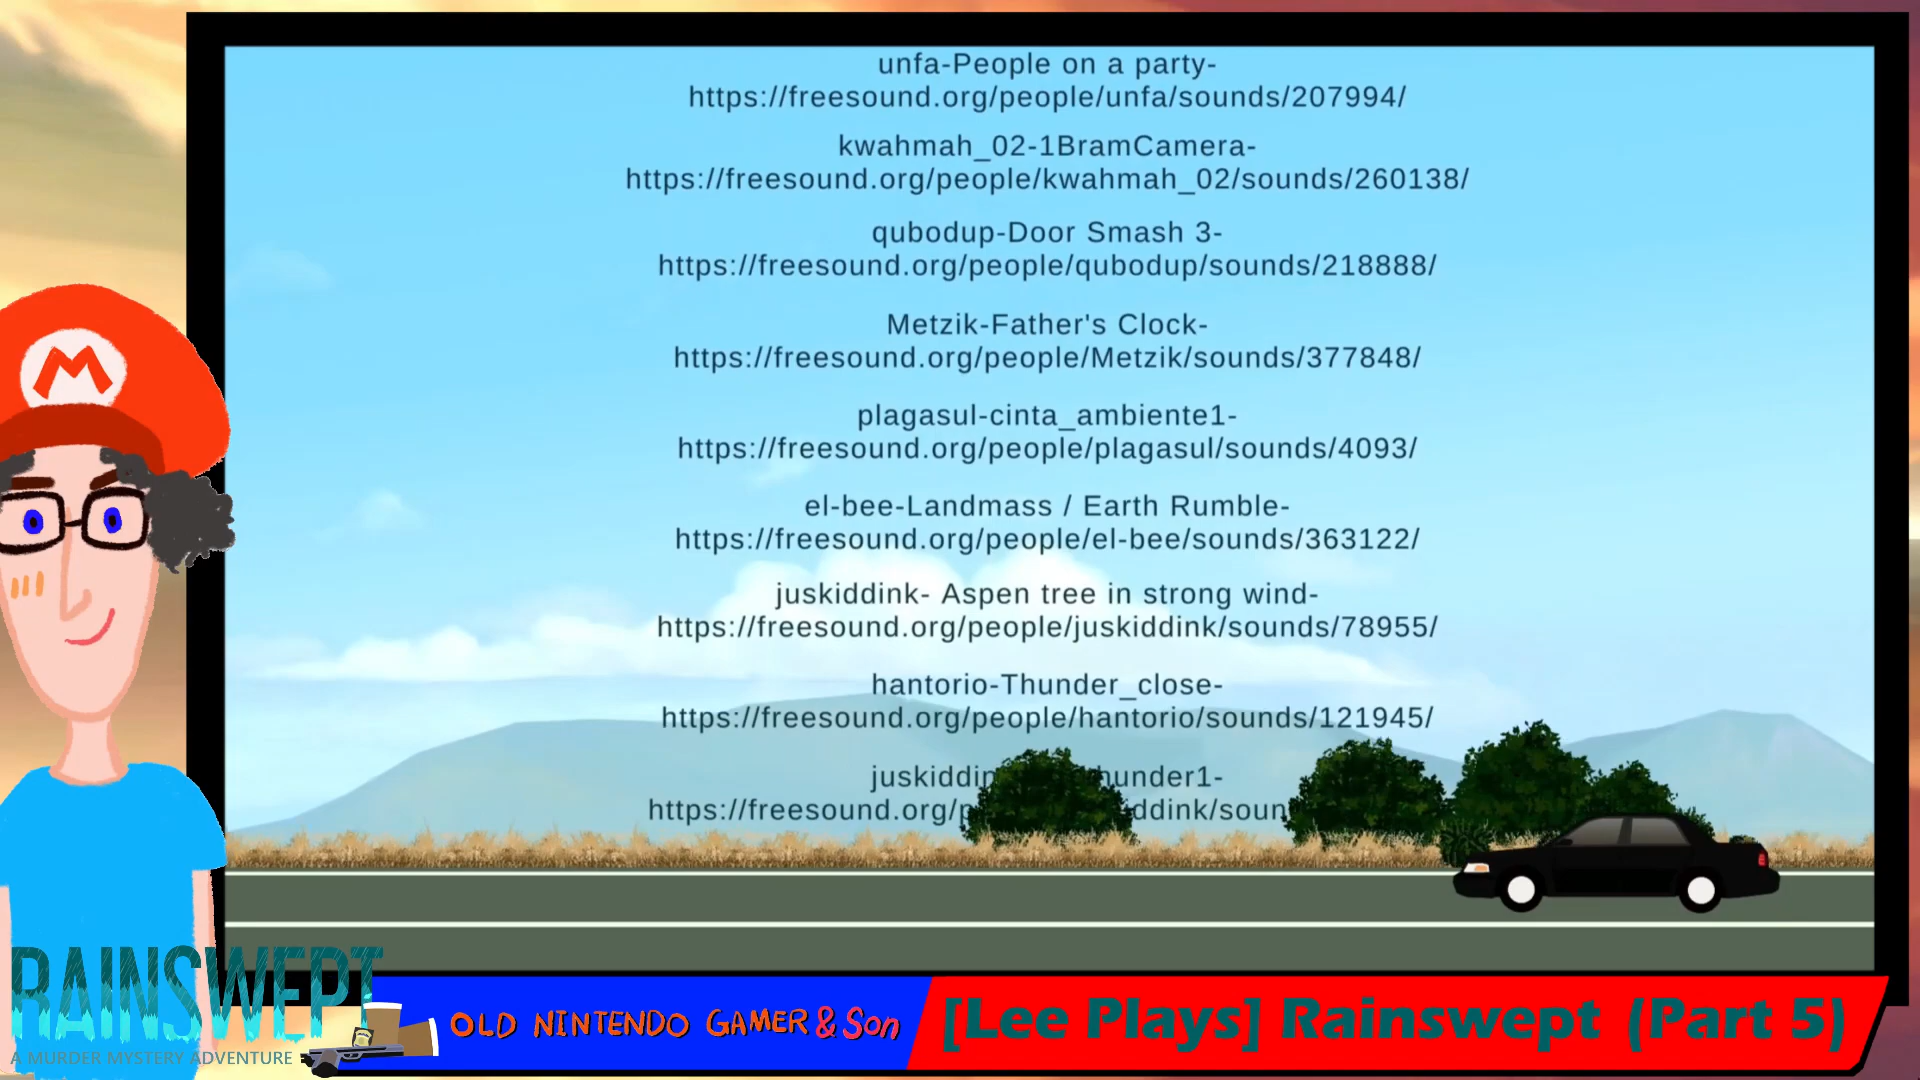 unfa-People on a party-
https://freesound.org/people/unfa/sounds/207994/
kwahmah_02-1BramCamera-
https://freesound.org/people/kwahmah_02/sounds/260138/
qubodup-Door Smash 3-
https://freesound.org/people/qubodup/sounds/218888/
Metzik-Father's Clock-
https://freesound.org/people/Metzik/sounds/377848/
plagasul-cinta_ambiente1-
https://freesound.org/people/plagasul/sounds/4093/
el-bee-Landmass / Earth Rumble-
https://freesound.org/people/el-bee/sounds/363122/
juskiddink- Aspen tree in strong wind-
https://freesound.org/people/juskiddink/sounds/78955/
hantorio-Thunder_close-
https://freesound.org/people/hantorio/sounds/121945/
juskiddin hunder1-
https://freesound.org/p iddink/soun
M
RAINSWEPT
A MURDER MYSTERY ADVENTURE
OLD NINTENDO GAMER & Son
[Lee Plays] Rainswept (Part 5)